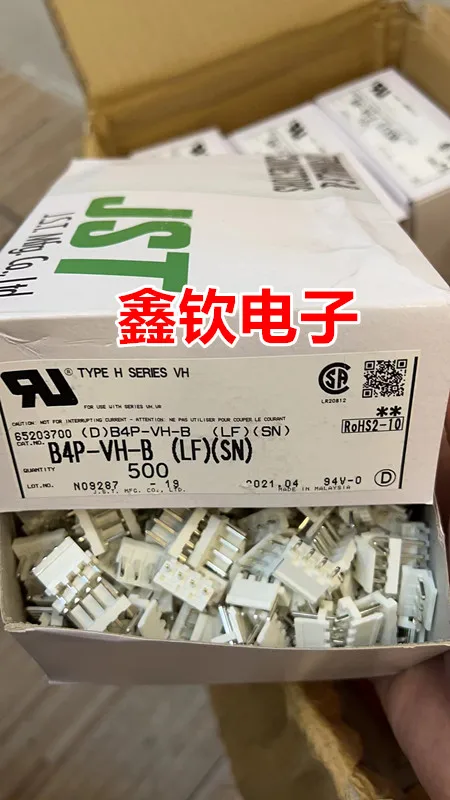 JST
J.S.T. Mfg. Co., Ltd
鑫钦电子
® TYPE H SERIES VH
FOR USE WITH SERIES VH,VR
LR20812
CAUTION: NOT FOR INTERRUPTING CURRENT - ATTENTION: NE PAS UTILISER POUR COUPER LE COURANT
**
65203700 (D)B4P-VH-B (LF)(SN)
RoHS2-10
CAT.NO. B4P-VH-B (LF)(SN)
QUANTITY 500
LOT.NO. N09287 - 19 2021.04 94V-0 D
J.S.T. MFG. CO., LTD. MADE IN MALAYSIA